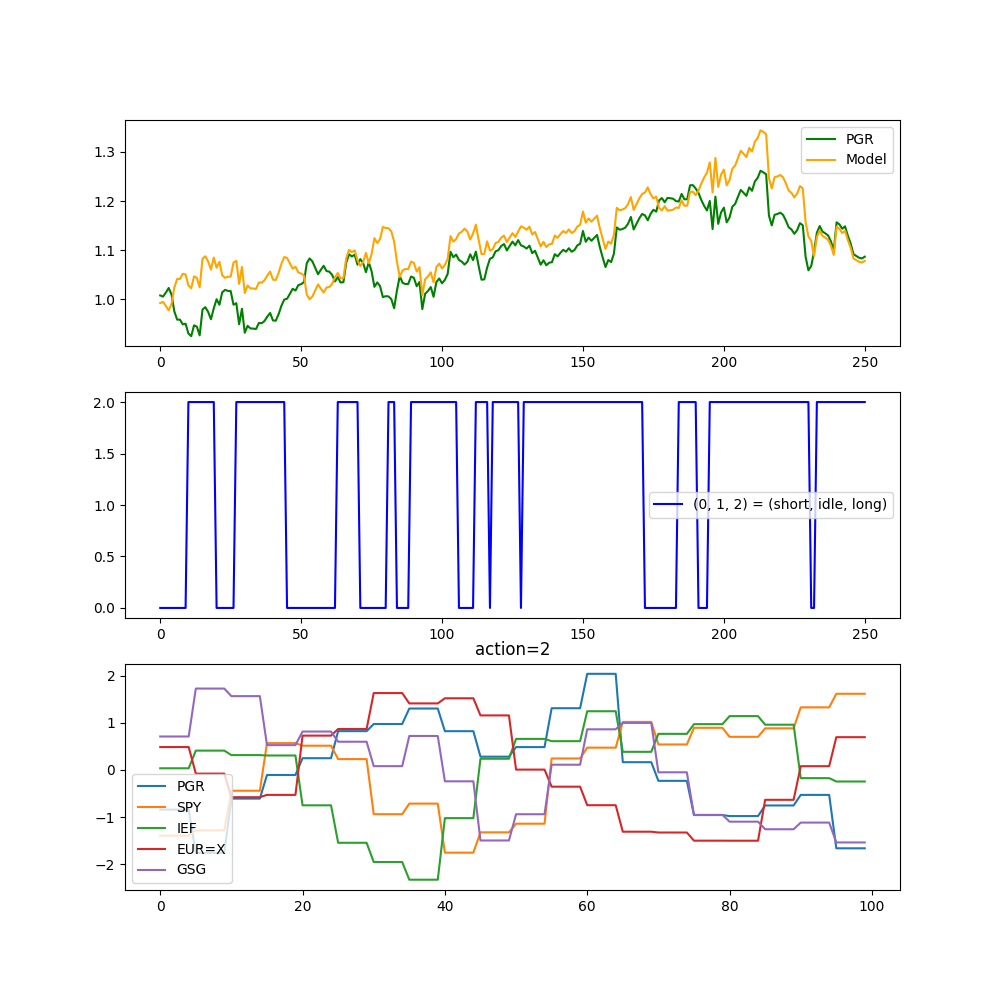 PGR
Model
1.3
1.2
1.1
1.0
0 50 100 150 200 250
2.0
1.5
1.0
0.5
0.0
(0, 1, 2) = (short, idle, long)
0 50 100 150 200 250
action=2
2
1
0
−1
−2
PGR
SPY
IEF
EUR=X
GSG
0 20 40 60 80 100